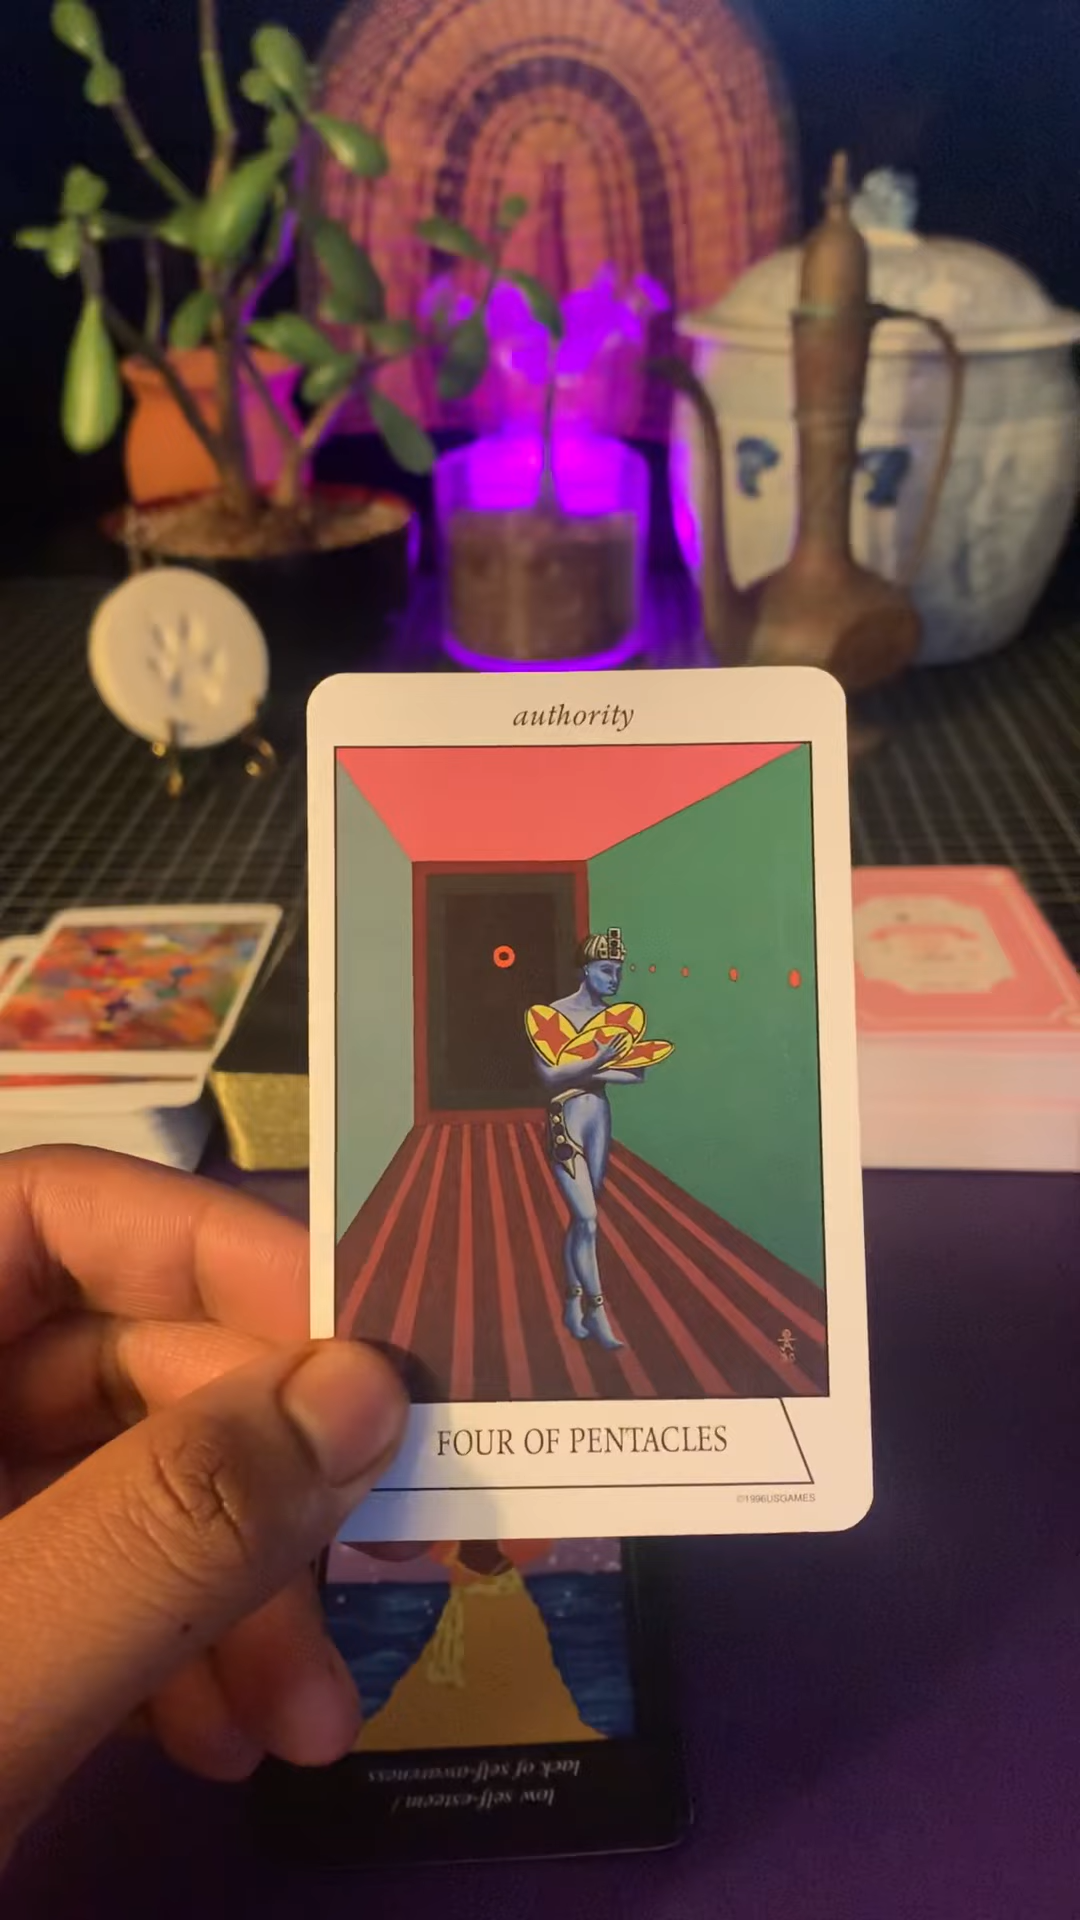 authority
FOUR OF PENTACLES
©1996USGAMES
low self-esteem /
lack of self-awareness